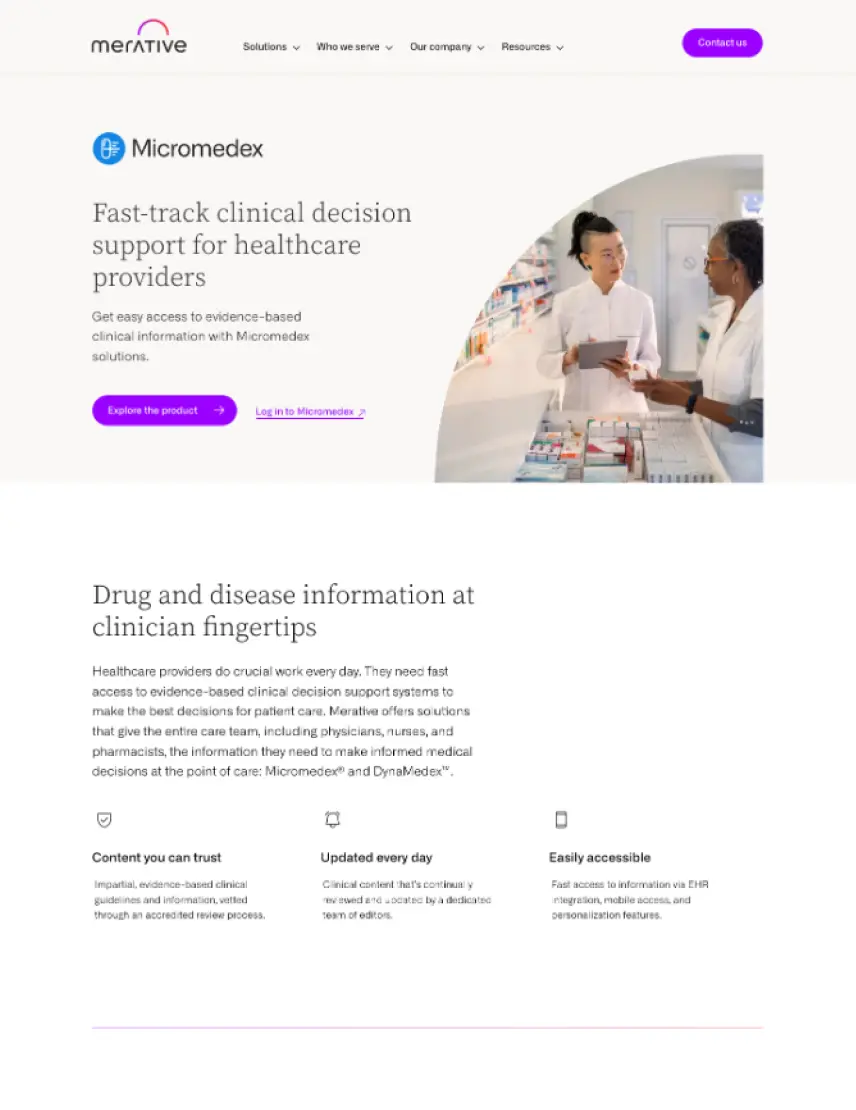 merative
Solutions Who we serve Our company Resources
Contact us
Micromedex
Fast-track clinical decision
support for healthcare
providers
Get easy access to evidence-based
clinical information with Micromedex
solutions.
Explore the product → Log in to Micromedex ↗
Drug and disease information at
clinician fingertips
Healthcare providers do crucial work every day. They need fast
access to evidence-based clinical decision support systems to
make the best decisions for patient care. Merative offers solutions
that give the entire care team, including physicians, nurses, and
pharmacists, the information they need to make informed medical
decisions at the point of care: Micromedex® and DynaMedex™.
Content you can trust
Impartial, evidence-based clinical
guidelines and information, vetted
through an accredited review process.
Updated every day
Clinical content that's continually
reviewed and updated by a dedicated
team of editors.
Easily accessible
Fast access to information via EHR
integration, mobile access, and
personalization features.